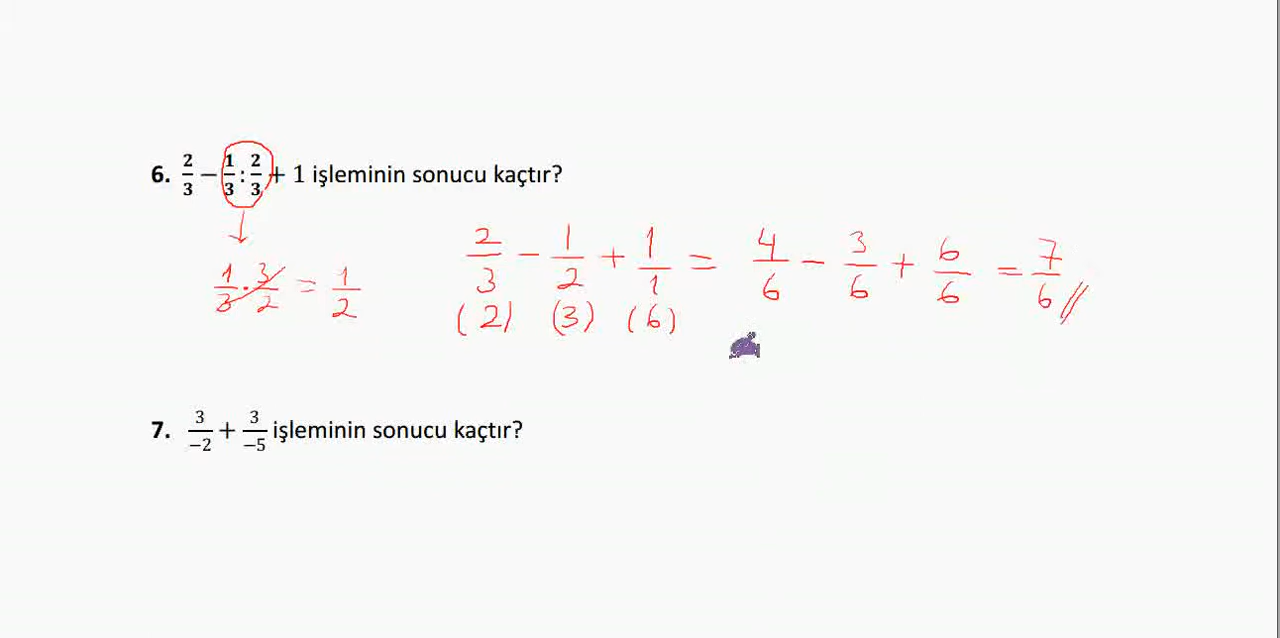 6. 2/3 − 1/3 : 2/3 + 1 işleminin sonucu kaçtır?
1/3 . 3/2 = 1/2
2/3 − 1/2 + 1/1 = 4/6 − 3/6 + 6/6 = 7/6 //
(2) (3) (6)
7. 3/−2 + 3/−5 işleminin sonucu kaçtır?